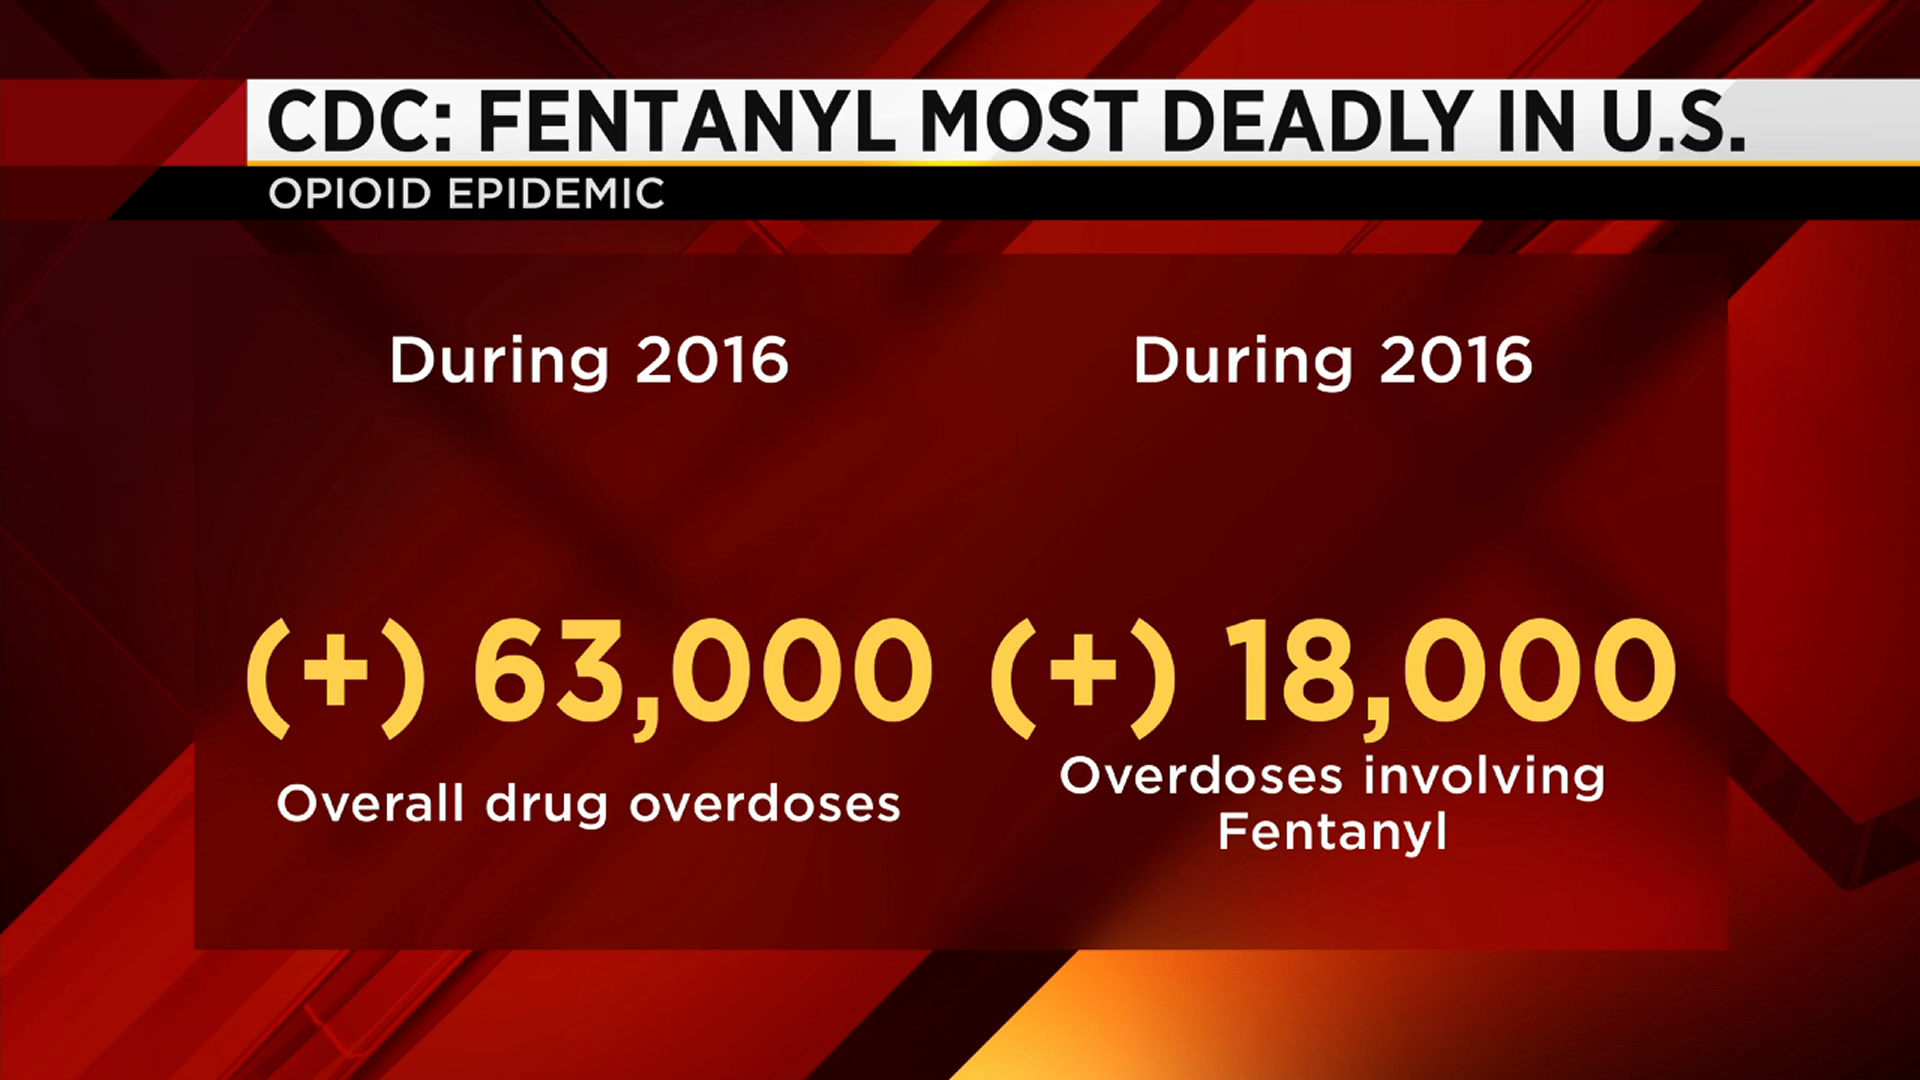 CDC: FENTANYL MOST DEADLY IN U.S.
OPIOID EPIDEMIC
During 2016
(+) 63,000
Overall drug overdoses
During 2016
(+) 18,000
Overdoses involving
Fentanyl